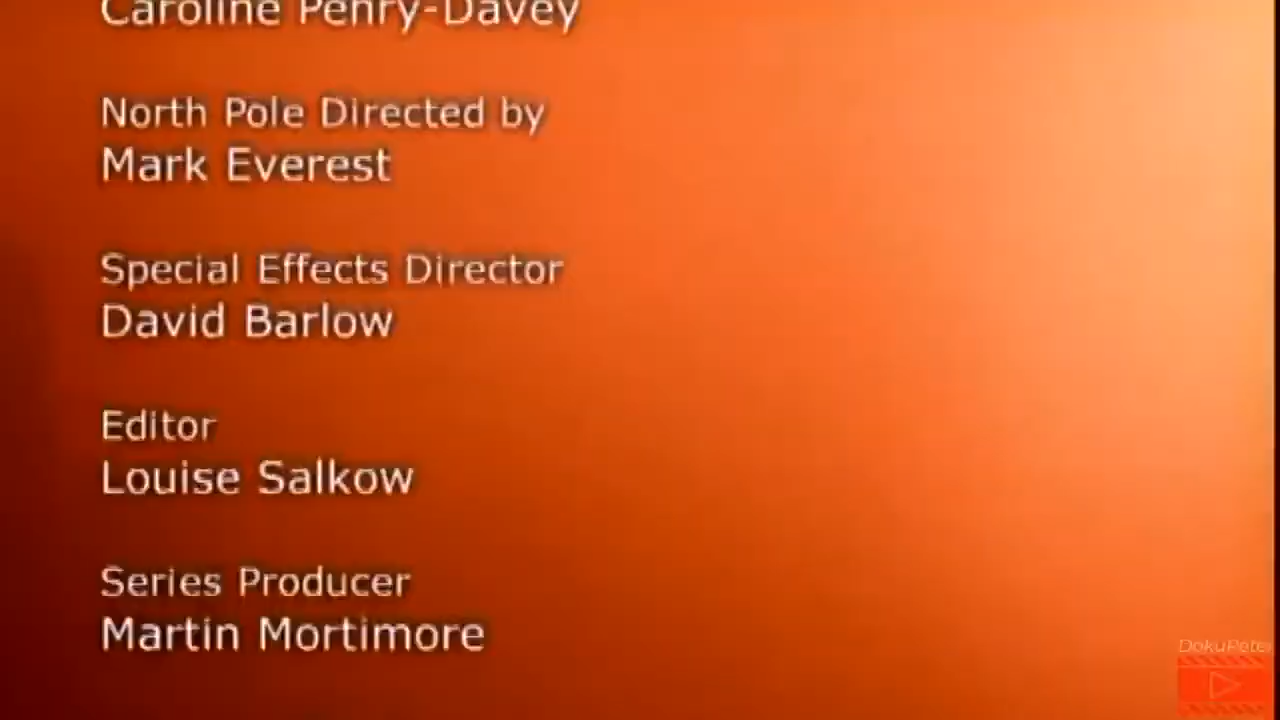 Caroline Penry-Davey
North Pole Directed by
Mark Everest
Special Effects Director
David Barlow
Editor
Louise Salkow
Series Producer
Martin Mortimore
DokuPeter